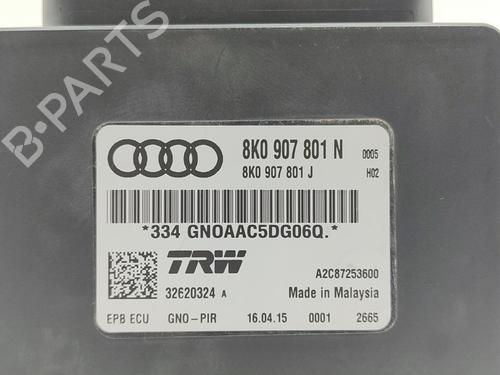 B-PARTS
8K0 907 801 N 0005
8K0 907 801 J H02
*334 GNOAAC5DG06Q.*
TRW A2C87253600
32620324 A Made in Malaysia
EPB ECU GNO-PIR 16.04.15 0001 2665